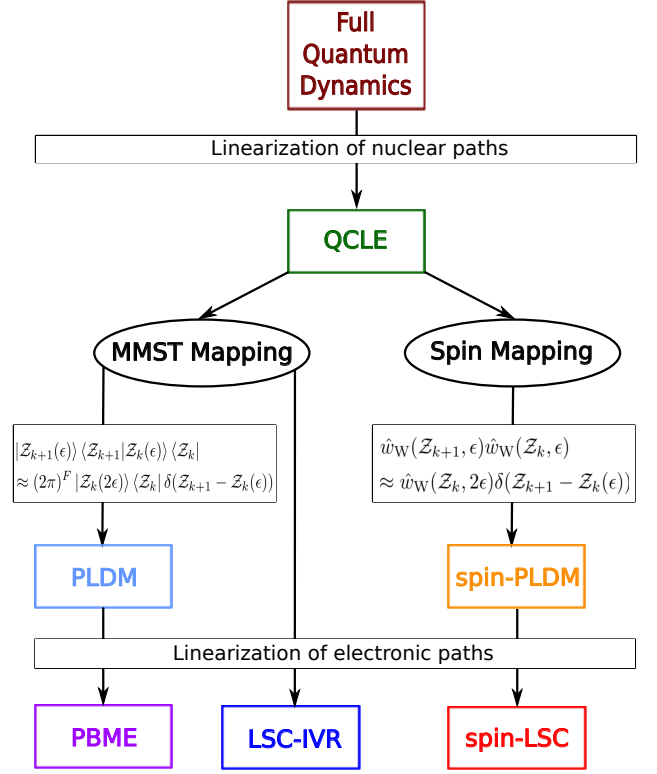 Full
Quantum
Dynamics
Linearization of nuclear paths
QCLE
MMST Mapping
Spin Mapping
|𝒵ₖ₊₁(ϵ)⟩ ⟨𝒵ₖ₊₁|𝒵ₖ(ϵ)⟩ ⟨𝒵ₖ|
≈ (2π)ᶠ |𝒵ₖ(2ϵ)⟩ ⟨𝒵ₖ| δ(𝒵ₖ₊₁ − 𝒵ₖ(ϵ))
ŵ_W(𝒵ₖ₊₁, ϵ)ŵ_W(𝒵ₖ, ϵ)
≈ ŵ_W(𝒵ₖ, 2ϵ)δ(𝒵ₖ₊₁ − 𝒵ₖ(ϵ))
PLDM
spin-PLDM
Linearization of electronic paths
PBME
LSC-IVR
spin-LSC